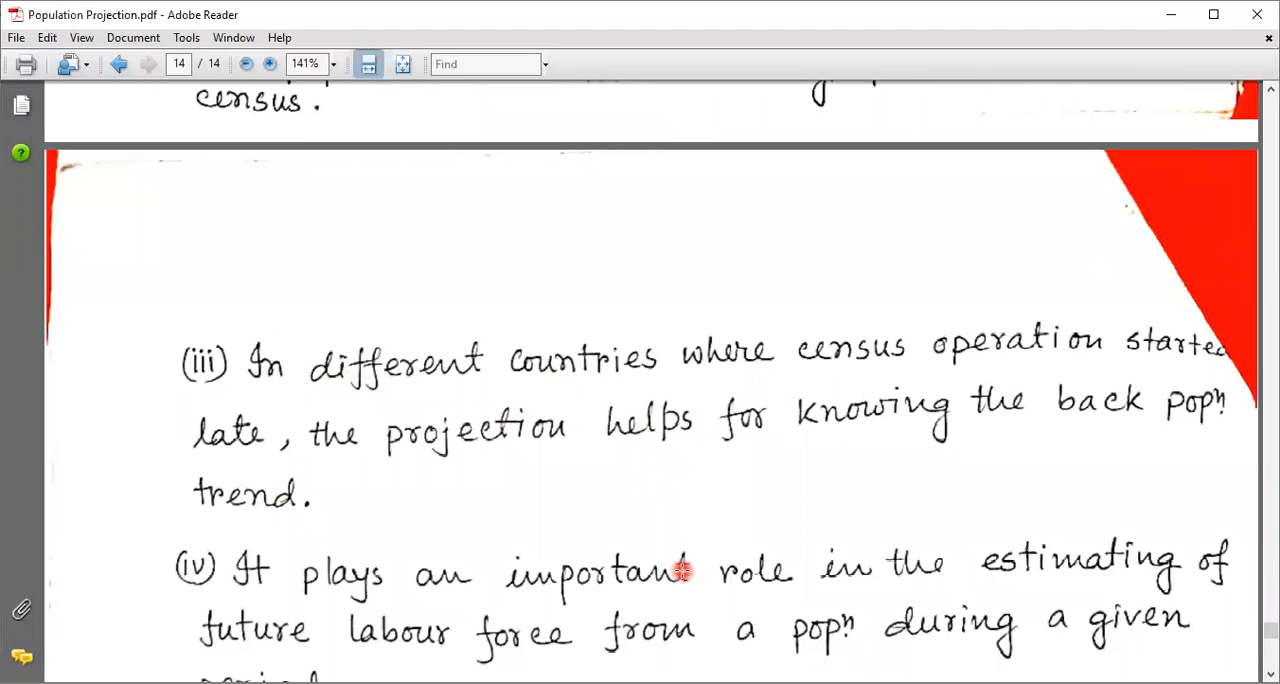 Population Projection.pdf - Adobe Reader
File Edit View Document Tools Window Help
14 / 14 141% Find
census.
(iii) In different countries where census operation started
late, the projection helps for knowing the back popⁿ.
trend.
(iv) It plays an important role in the estimating of
future labour force from a popⁿ. during a given